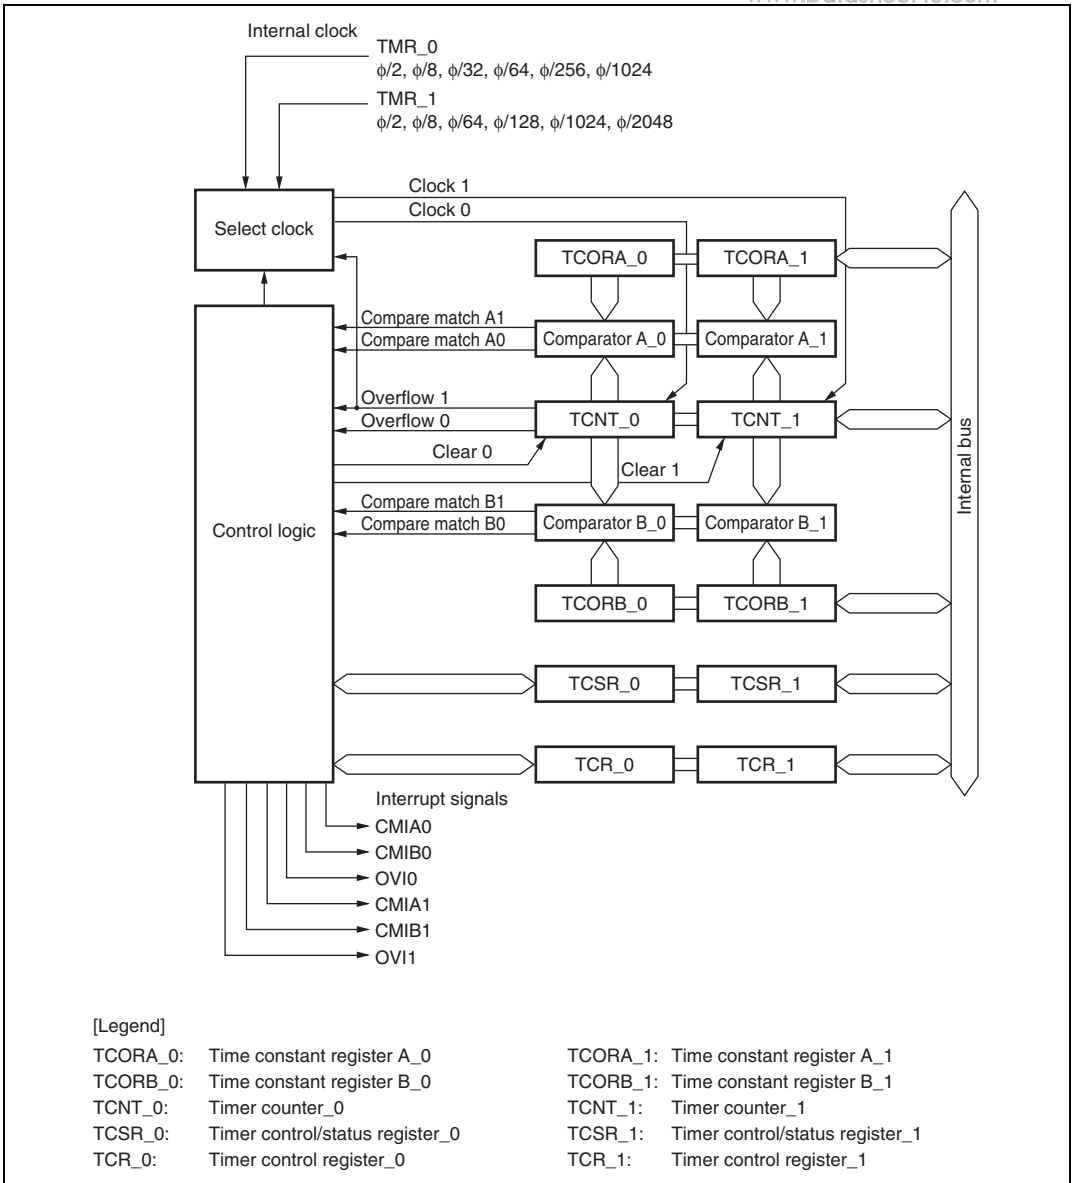 Internal clock
TMR_0
ϕ/2, ϕ/8, ϕ/32, ϕ/64, ϕ/256, ϕ/1024
TMR_1
ϕ/2, ϕ/8, ϕ/64, ϕ/128, ϕ/1024, ϕ/2048
Clock 1
Clock 0
Select clock
TCORA_0
TCORA_1
Compare match A1
Compare match A0
Comparator A_0
Comparator A_1
Overflow 1
Overflow 0
TCNT_0
TCNT_1
Clear 0
Clear 1
Internal bus
Compare match B1
Compare match B0
Comparator B_0
Comparator B_1
Control logic
TCORB_0
TCORB_1
TCSR_0
TCSR_1
TCR_0
TCR_1
Interrupt signals
CMIA0
CMIB0
OVI0
CMIA1
CMIB1
OVI1
[Legend]
TCORA_0: Time constant register A_0
TCORB_0: Time constant register B_0
TCNT_0: Timer counter_0
TCSR_0: Timer control/status register_0
TCR_0: Timer control register_0
TCORA_1: Time constant register A_1
TCORB_1: Time constant register B_1
TCNT_1: Timer counter_1
TCSR_1: Timer control/status register_1
TCR_1: Timer control register_1